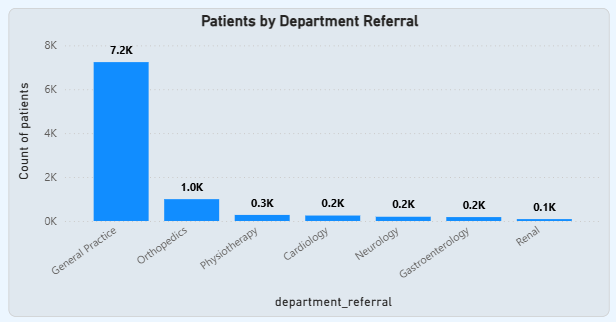 Patients by Department Referral
8K
6K
4K
2K
0K
Count of patients
7.2K
1.0K
0.3K
0.2K
0.2K
0.2K
0.1K
General Practice
Orthopedics
Physiotherapy
Cardiology
Neurology
Gastroenterology
Renal
department_referral